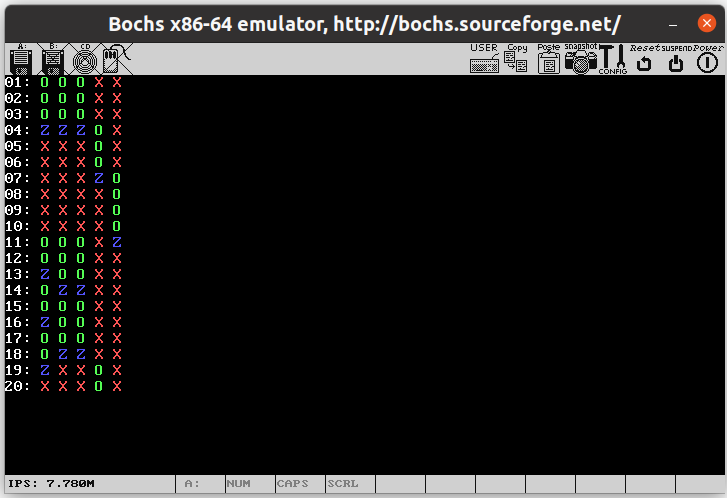 Bochs x86-64 emulator, http://bochs.sourceforge.net/
A: B: CD USER Copy Paste snapshot CONFIG Reset SUSPEND Power
01: O O O X X
02: O O O X X
03: O O O X X
04: Z Z Z O X
05: X X X O X
06: X X X O X
07: X X X Z O
08: X X X X O
09: X X X X O
10: X X X X O
11: O O O X Z
12: O O O X X
13: Z O O X X
14: O Z Z X X
15: O O O X X
16: Z O O X X
17: O O O X X
18: O Z Z X X
19: Z X X O X
20: X X X O X
IPS: 7.780M A: NUM CAPS SCRL